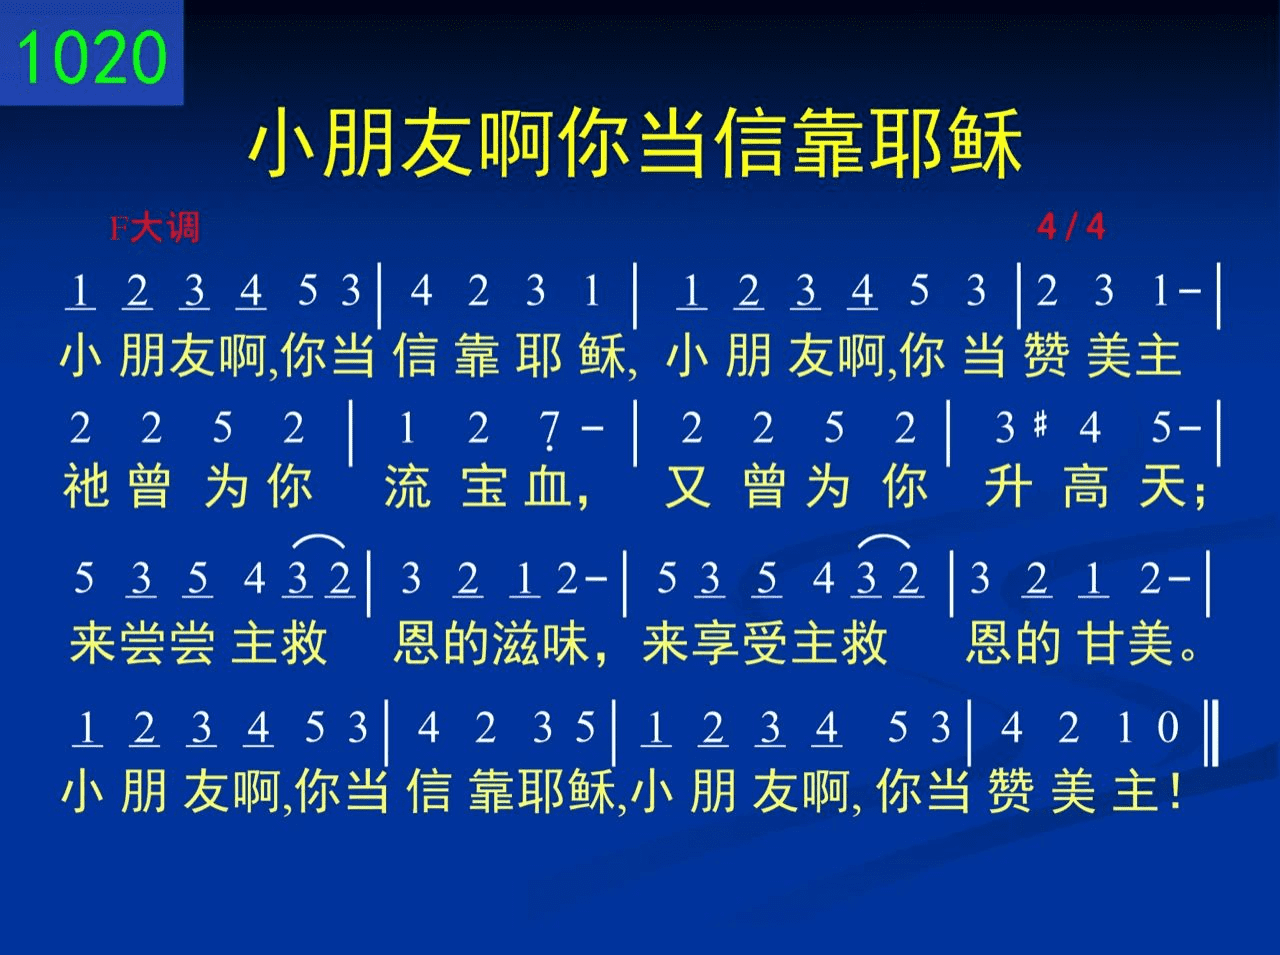 1020
小朋友啊你当信靠耶稣
F大调 4/4
1 2 3 4 5 3 | 4 2 3 1 | 1 2 3 4 5 3 | 2 3 1 - |
小朋友啊,你当信靠耶稣,小朋友啊,你当赞美主
2 2 5 2 | 1 2 7̣ - | 2 2 5 2 | 3 #4 5 - |
祂曾为你流宝血，又曾为你升高天；
5 3 5 4 3 2 | 3 2 1 2 - | 5 3 5 4 3 2 | 3 2 1 2 - |
来尝尝主救恩的滋味，来享受主救恩的甘美。
1 2 3 4 5 3 | 4 2 3 5 | 1 2 3 4 5 3 | 4 2 1 0 ‖
小朋友啊,你当信靠耶稣,小朋友啊,你当赞美主！